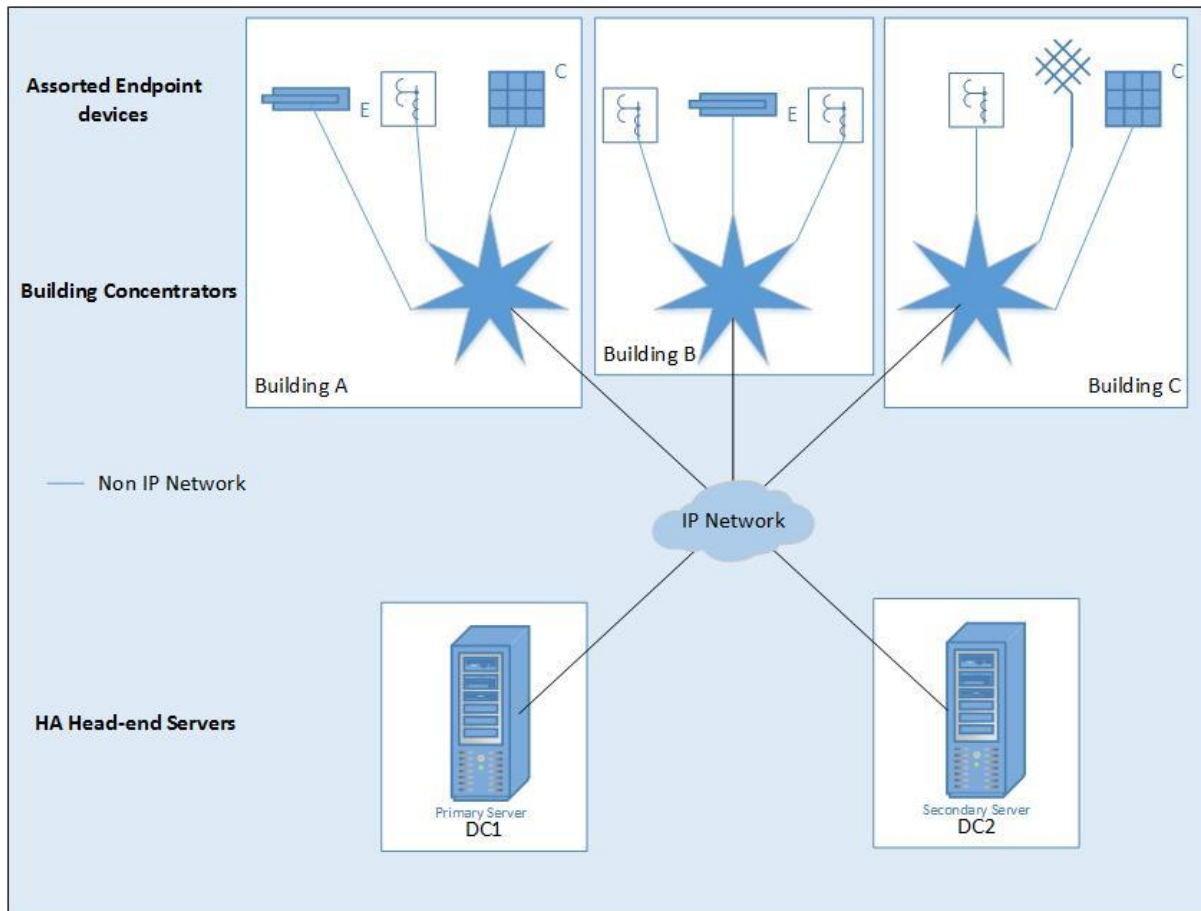 Assorted Endpoint
devices
E
C
E
C
Building Concentrators
Building A
Building B
Building C
Non IP Network
IP Network
HA Head-end Servers
Primary Server
DC1
Secondary Server
DC2